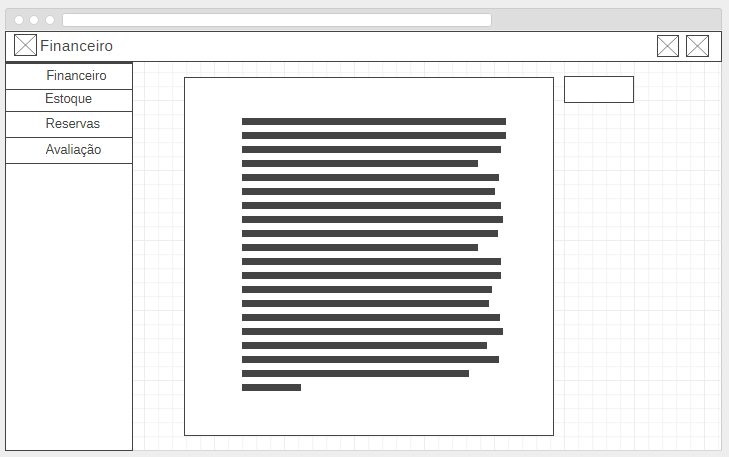 Financeiro
Financeiro
Estoque
Reservas
Avaliação